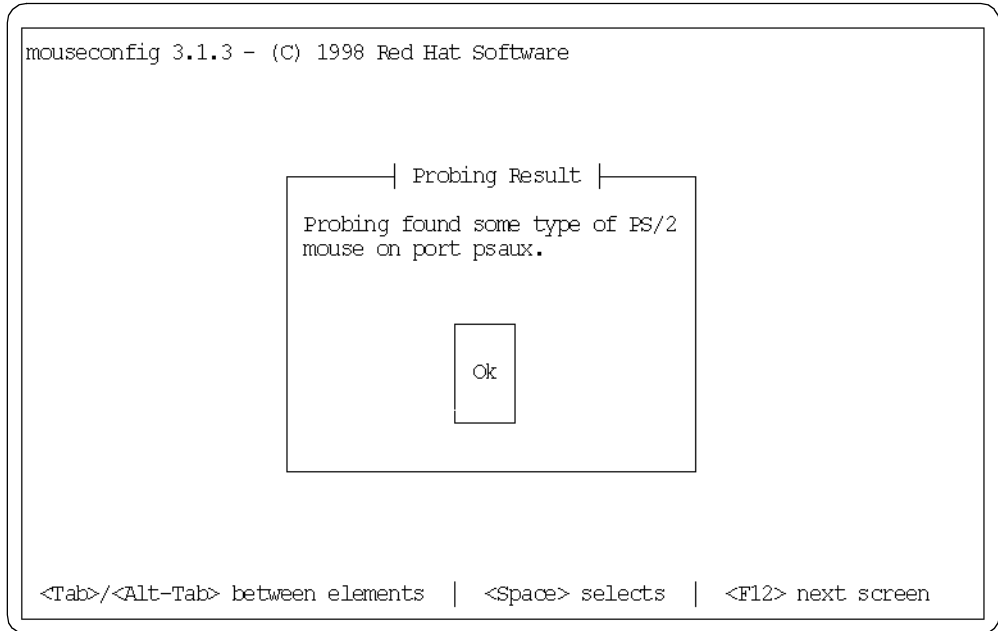 mouseconfig 3.1.3 - (C) 1998 Red Hat Software
Probing Result
Probing found some type of PS/2
mouse on port psaux.
Ok
<Tab>/<Alt-Tab> between elements | <Space> selects | <F12> next screen